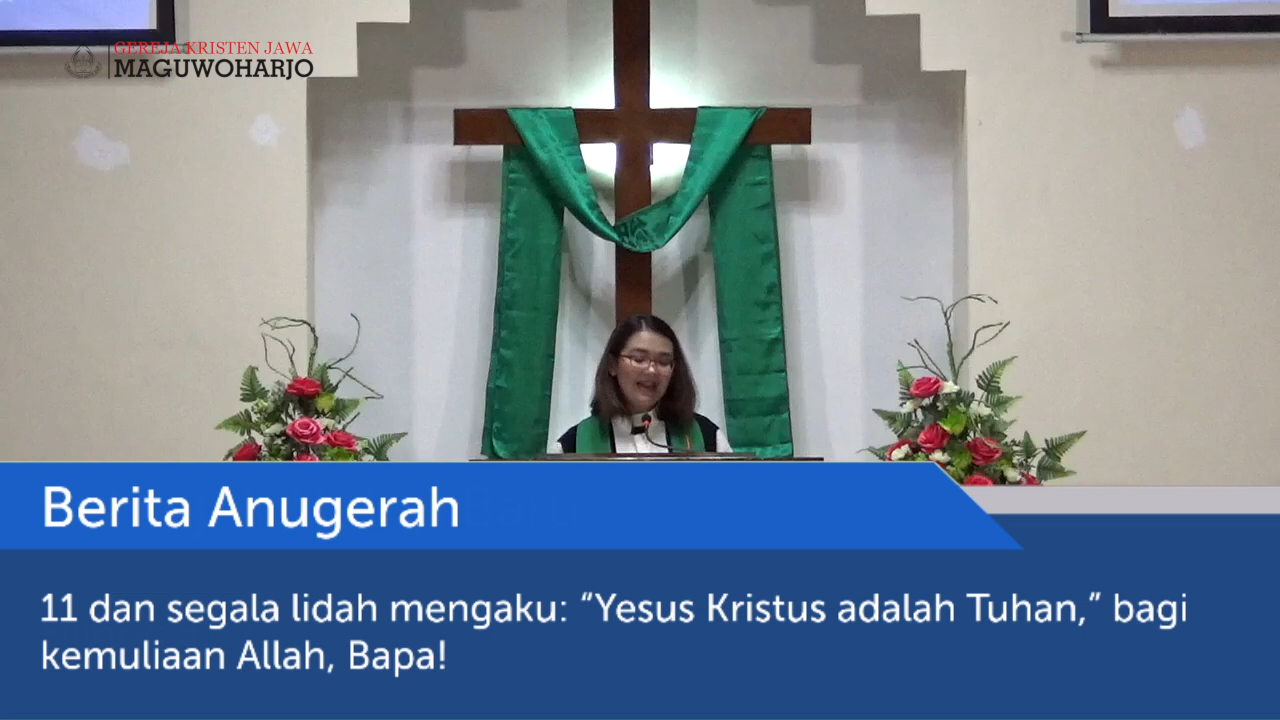 GEREJA KRISTEN JAWA
MAGUWOHARJO
Berita Anugerah
11 dan segala lidah mengaku: “Yesus Kristus adalah Tuhan,” bagi
kemuliaan Allah, Bapa!